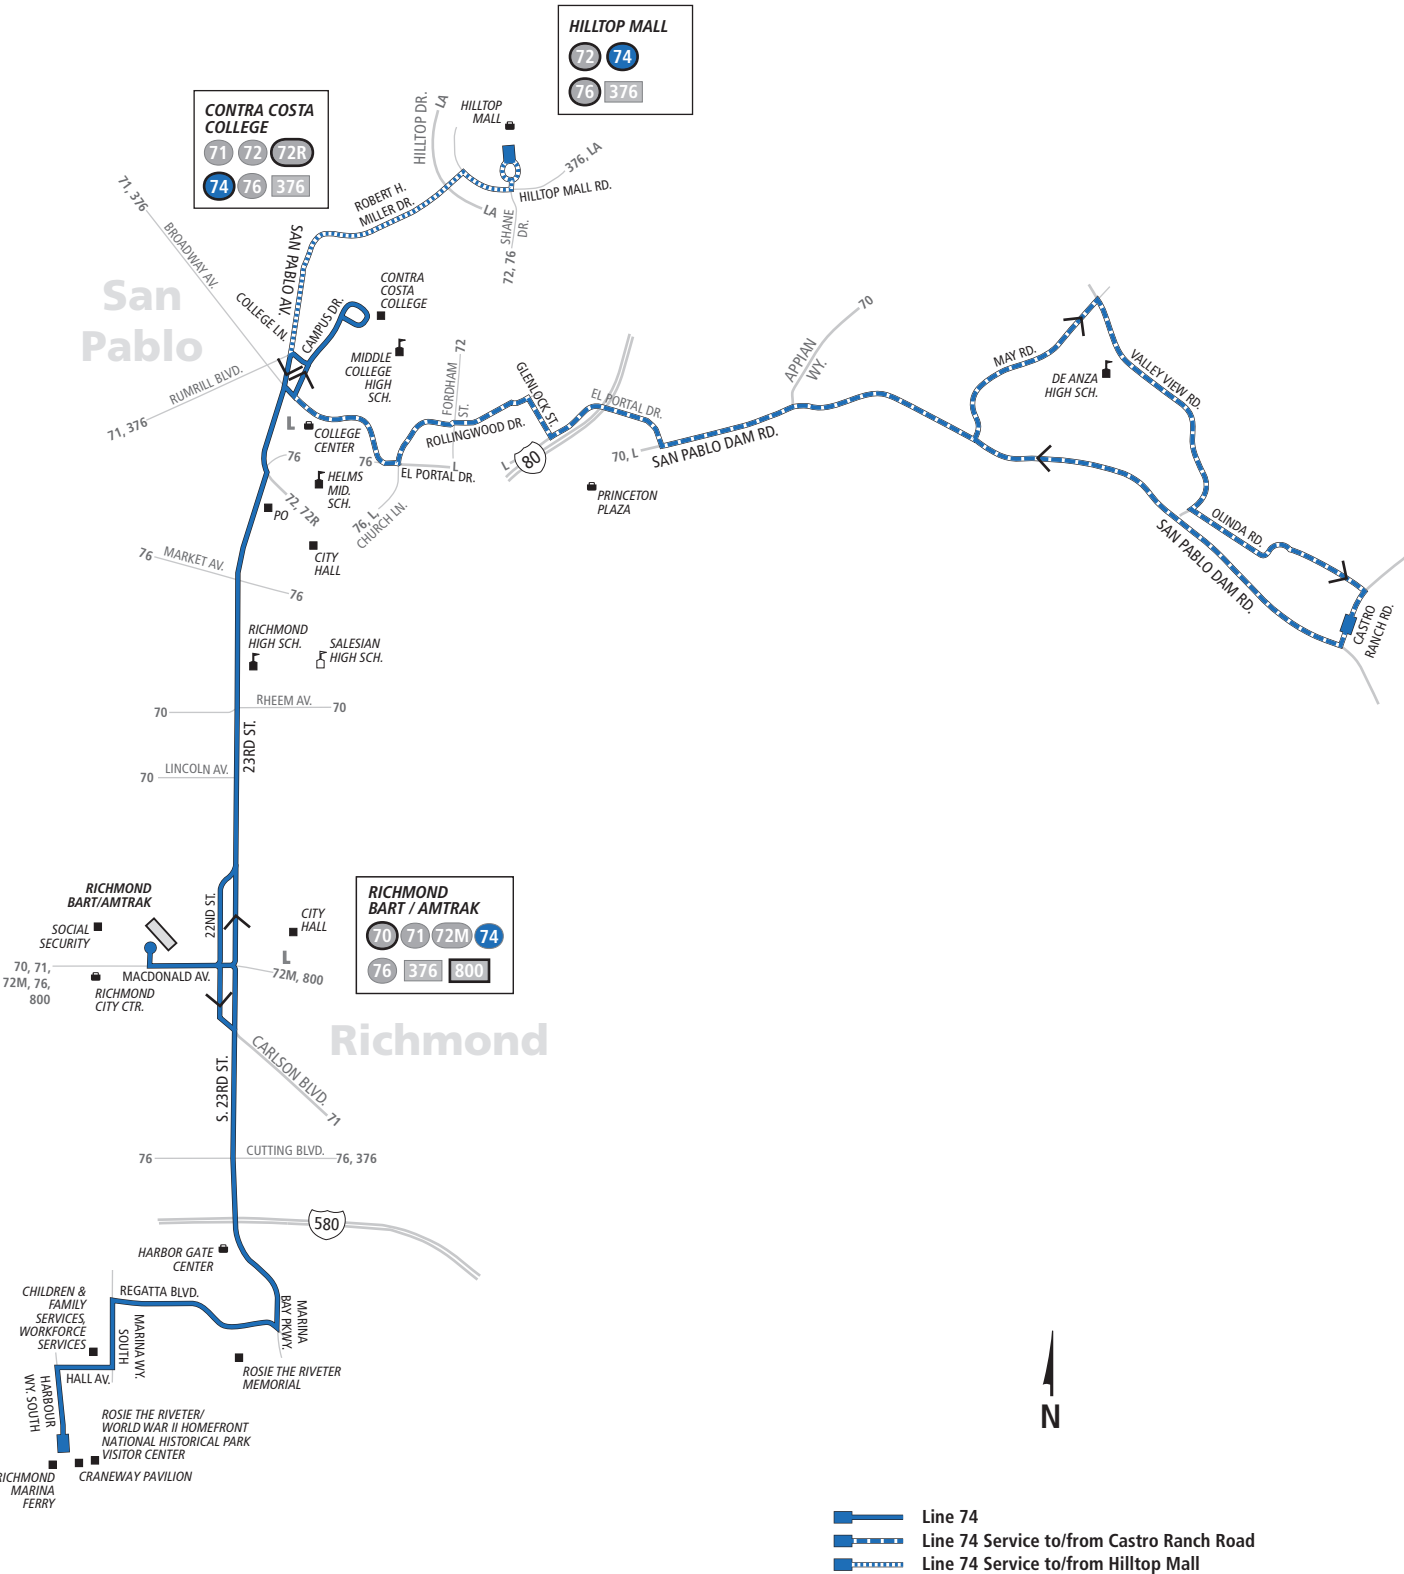 HILLTOP MALL
72 74
76 376
CONTRA COSTA
COLLEGE
71 72 72R
74 76 376
HILLTOP DR.
LA
HILLTOP
MALL
376, LA
HILLTOP MALL RD.
LA
SHANE
DR.
72, 76
ROBERT H.
MILLER DR.
71, 376
BROADWAY AV.
SAN PABLO AV.
San
Pablo
COLLEGE LN.
CAMPUS DR.
CONTRA
COSTA
COLLEGE
MIDDLE
COLLEGE
HIGH
SCH.
RUMRILL BLVD.
71, 376
72
FORDHAM
ST.
GLENLOCK ST.
EL PORTAL DR.
ROLLINGWOOD DR.
L
COLLEGE
CENTER
76
76
EL PORTAL DR.
L
L
80
70, L
SAN PABLO DAM RD.
APPIAN
WY.
70
MAY RD.
DE ANZA
HIGH SCH.
VALLEY VIEW RD.
OLINDA RD.
SAN PABLO DAM RD.
CASTRO
RANCH RD.
PRINCETON
PLAZA
HELMS
MID.
SCH.
72, 72R
76, L,
CHURCH LN.
PO
CITY
HALL
76
MARKET AV.
76
RICHMOND
HIGH SCH.
SALESIAN
HIGH SCH.
70
RHEEM AV.
70
23RD ST.
70
LINCOLN AV.
RICHMOND
BART/AMTRAK
SOCIAL
SECURITY
22ND ST.
CITY
HALL
L
RICHMOND
BART / AMTRAK
70 71 72M 74
76 376 800
70, 71,
72M, 76,
800
MACDONALD AV.
72M, 800
RICHMOND
CITY CTR.
Richmond
CARLSON BLVD.
71
S. 23RD ST.
76
CUTTING BLVD.
76, 376
580
HARBOR GATE
CENTER
CHILDREN &
FAMILY
SERVICES,
WORKFORCE
SERVICES
REGATTA BLVD.
MARINA
BAY PKWY.
MARINA WY.
SOUTH
HALL AV.
HARBOUR
WY. SOUTH
ROSIE THE RIVETER
MEMORIAL
ROSIE THE RIVETER/
WORLD WAR II HOMEFRONT
NATIONAL HISTORICAL PARK
VISITOR CENTER
CRANEWAY PAVILION
RICHMOND
MARINA
FERRY
N
Line 74
Line 74 Service to/from Castro Ranch Road
Line 74 Service to/from Hilltop Mall